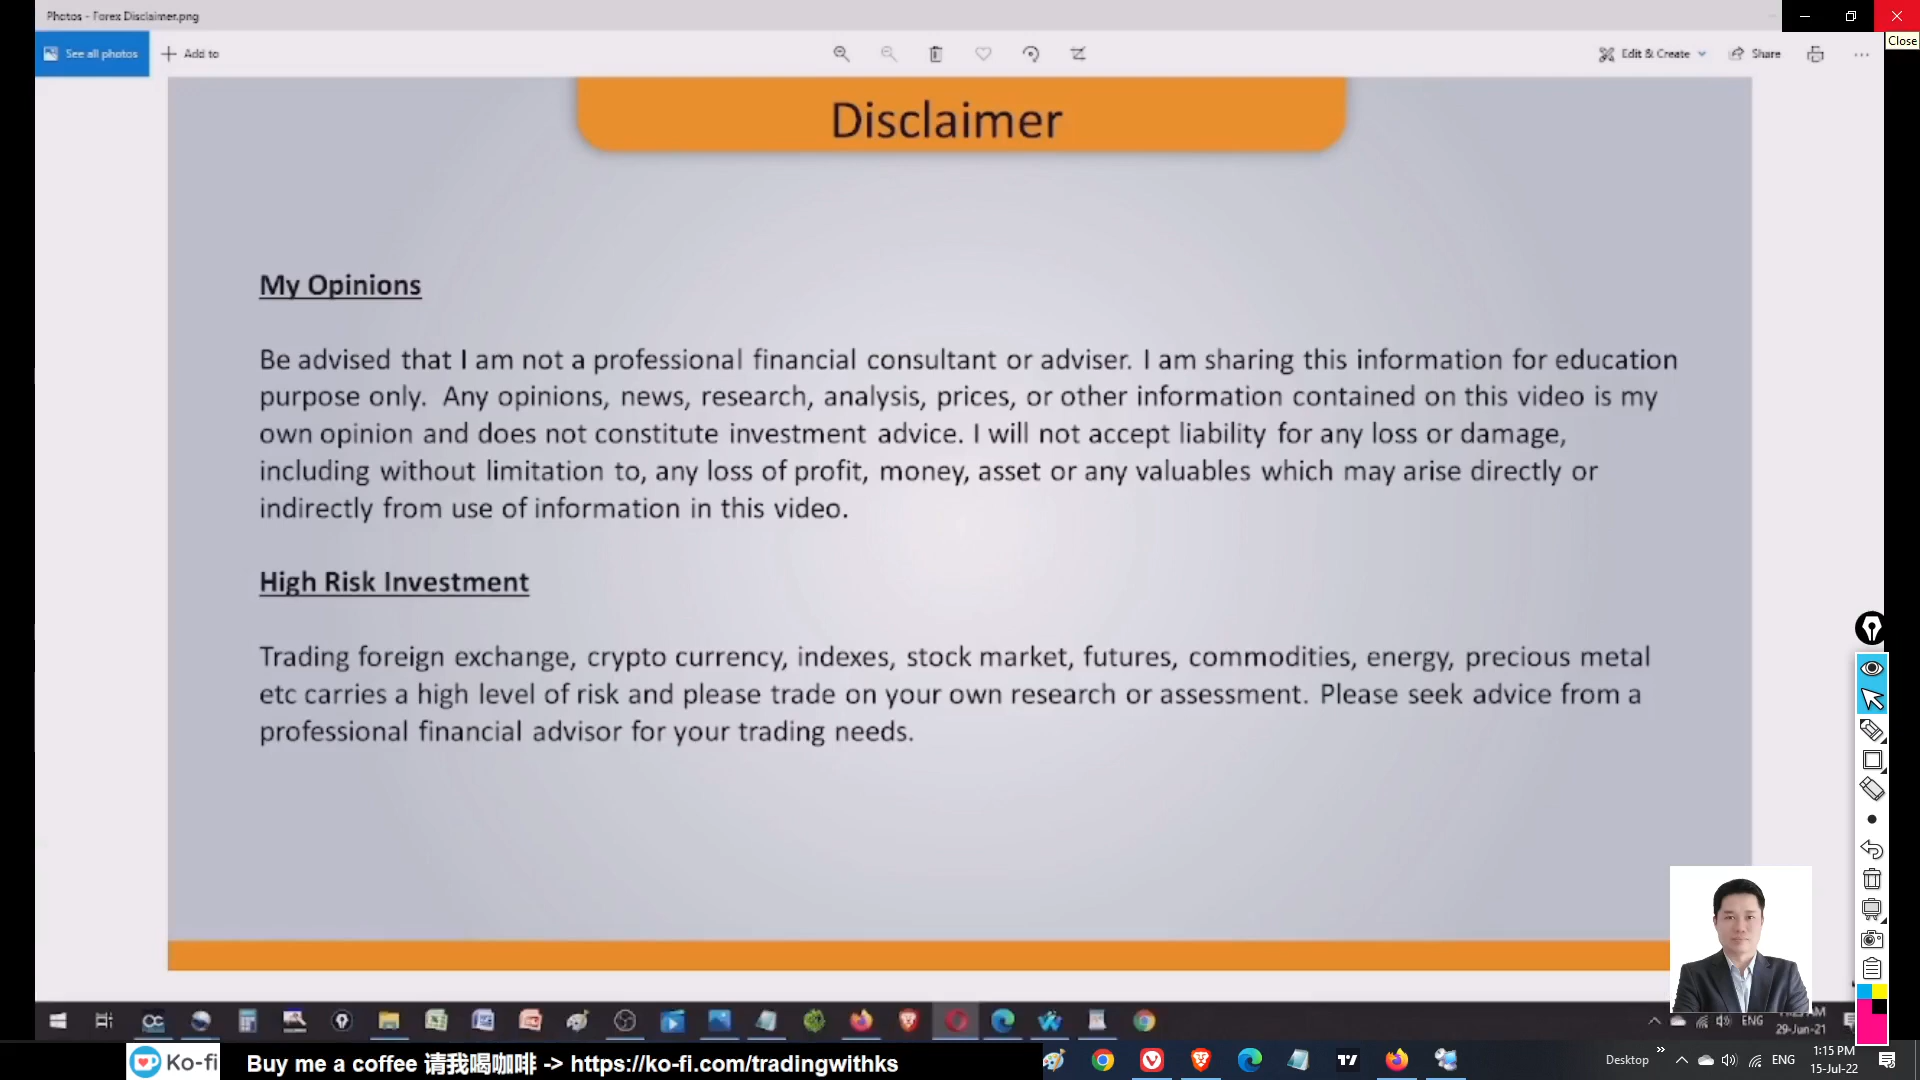 Photos - Forex Disclaimer.png
Close
See all photos
Add to
Edit & Create
Share
Disclaimer
My Opinions
Be advised that I am not a professional financial consultant or adviser. I am sharing this information for education
purpose only. Any opinions, news, research, analysis, prices, or other information contained on this video is my
own opinion and does not constitute investment advice. I will not accept liability for any loss or damage,
including without limitation to, any loss of profit, money, asset or any valuables which may arise directly or
indirectly from use of information in this video.
High Risk Investment
Trading foreign exchange, crypto currency, indexes, stock market, futures, commodities, energy, precious metal
etc carries a high level of risk and please trade on your own research or assessment. Please seek advice from a
professional financial advisor for your trading needs.
ENG
29-Jun-21
Ko-fi
Buy me a coffee 请我喝咖啡 -> https://ko-fi.com/tradingwithks
Desktop
ENG
1:15 PM
15-Jul-22